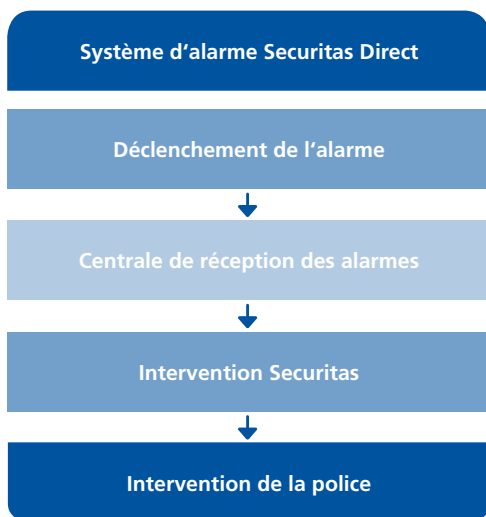 Système d‘alarme Securitas Direct
Déclenchement de l‘alarme
Centrale de réception des alarmes
Intervention Securitas
Intervention de la police